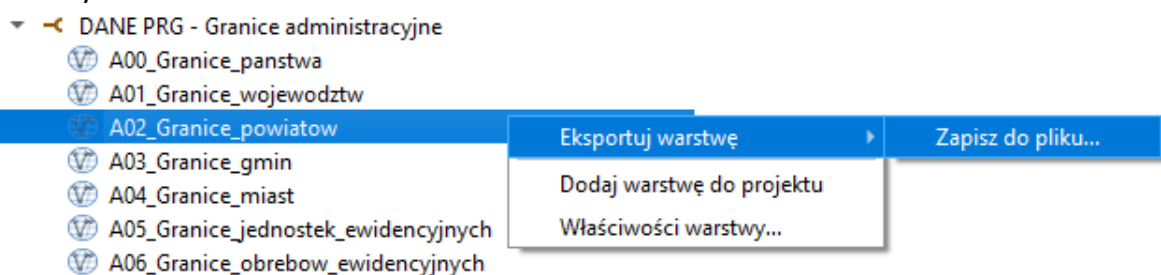 DANE PRG - Granice administracyjne
A00_Granice_panstwa
A01_Granice_wojewodztw
A02_Granice_powiatow
Eksportuj warstwę
Zapisz do pliku...
A03_Granice_gmin
Dodaj warstwę do projektu
A04_Granice_miast
A05_Granice_jednostek_ewidencyjnych
Właściwości warstwy...
A06_Granice_obrebow_ewidencyjnych